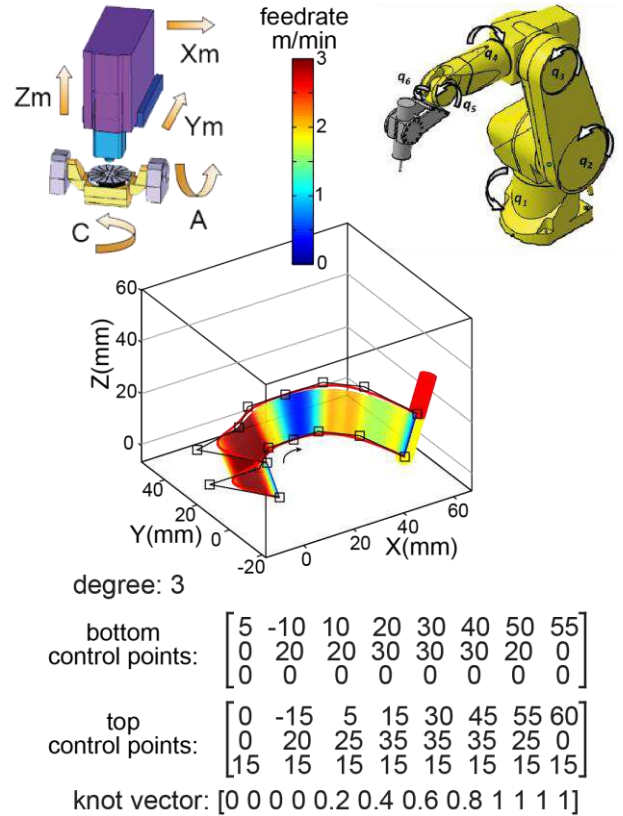 feedrate
m/min
3
2
1
0
Xm
Zm
Ym
A
C
q4
q3
q6
q5
q2
q1
60
40
20
0
Z(mm)
40
20
0
-20
Y(mm)
0
20
40
60
X(mm)
degree: 3
bottom
control points:
5 -10 10 20 30 40 50 55
0 20 20 30 30 30 20 0
0 0 0 0 0 0 0 0
top
control points:
0 -15 5 15 30 45 55 60
0 20 25 35 35 35 25 0
15 15 15 15 15 15 15 15
knot vector: [0 0 0 0 0.2 0.4 0.6 0.8 1 1 1 1]